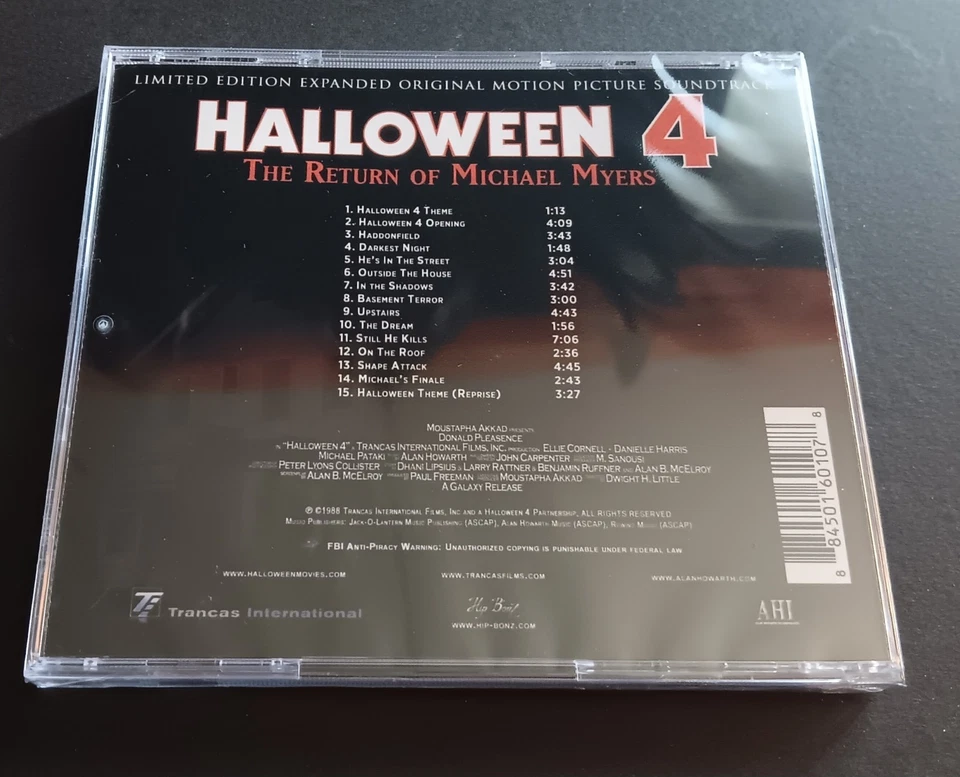 LIMITED EDITION EXPANDED ORIGINAL MOTION PICTURE SOUNDTRACK
HALLOWEEN 4
THE RETURN OF MICHAEL MYERS
1. HALLOWEEN 4 THEME 1:13
2. HALLOWEEN 4 OPENING 4:09
3. HADDONFIELD 3:43
4. DARKEST NIGHT 1:48
5. HE'S IN THE STREET 3:04
6. OUTSIDE THE HOUSE 4:51
7. IN THE SHADOWS 3:42
8. BASEMENT TERROR 3:00
9. UPSTAIRS 4:43
10. THE DREAM 1:56
11. STILL HE KILLS 7:06
12. ON THE ROOF 2:36
13. SHAPE ATTACK 4:45
14. MICHAEL'S FINALE 2:43
15. HALLOWEEN THEME (REPRISE) 3:27
MOUSTAPHA AKKAD PRESENTS
DONALD PLEASENCE
IN "HALLOWEEN 4" A TRANCAS INTERNATIONAL FILMS, INC. PRODUCTION ELLIE CORNELL - DANIELLE HARRIS
MICHAEL PATAKI ALAN HOWARTH JOHN CARPENTER M. SANOUSI
PETER LYONS COLLISTER DHANI LIPSIUS & LARRY RATTNER & BENJAMIN RUFFNER AND ALAN B. MCELROY
SCREENPLAY BY ALAN B. MCELROY PAUL FREEMAN MOUSTAPHA AKKAD DWIGHT H. LITTLE
A GALAXY RELEASE
℗©1988 TRANCAS INTERNATIONAL FILMS, INC AND A HALLOWEEN 4 PARTNERSHIP, ALL RIGHTS RESERVED
MUSIC PUBLISHERS: JACK-O-LANTERN MUSIC PUBLISHING (ASCAP), ALAN HOWARTH MUSIC (ASCAP), MUSIC (ASCAP)
FBI ANTI-PIRACY WARNING: UNAUTHORIZED COPYING IS PUNISHABLE UNDER FEDERAL LAW
WWW.HALLOWEENMOVIES.COM WWW.TRANCASFILMS.COM WWW.ALANHOWARTH.COM
TF Trancas International Hip Bonz AHI
WWW.HIP-BONZ.COM
8 84501 60107 8